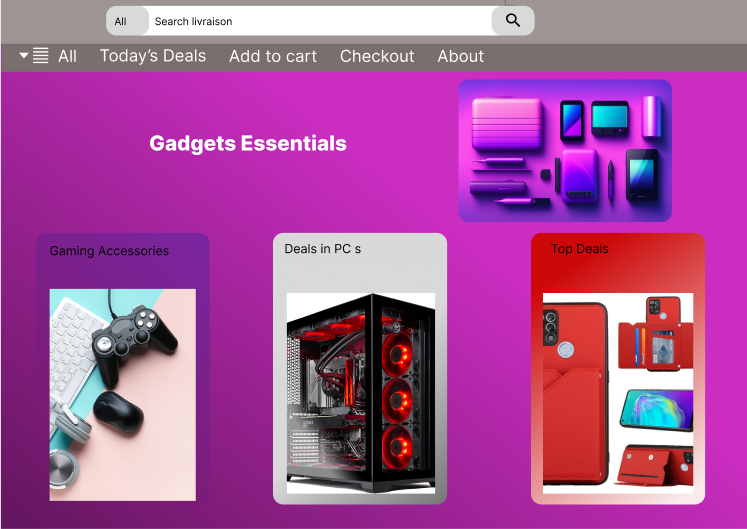 All Search livraison
All Today's Deals Add to cart Checkout About
Gadgets Essentials
Gaming Accessories
Deals in PC s
Top Deals